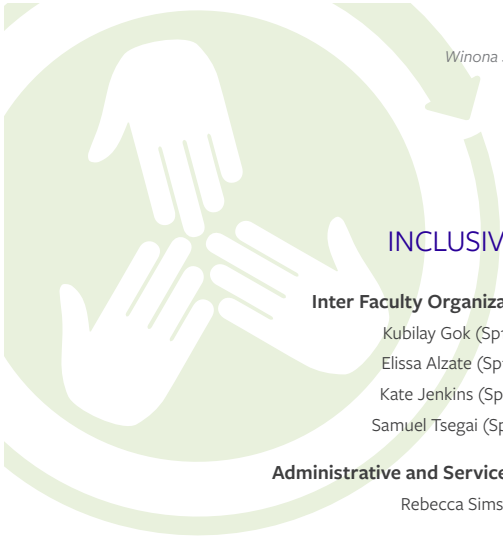 Winona
INCLUSIV
Inter Faculty Organiza
Kubilay Gok (Sp
Elissa Alzate (Sp
Kate Jenkins (Sp
Samuel Tsegai (Sp
Administrative and Service
Rebecca Sims